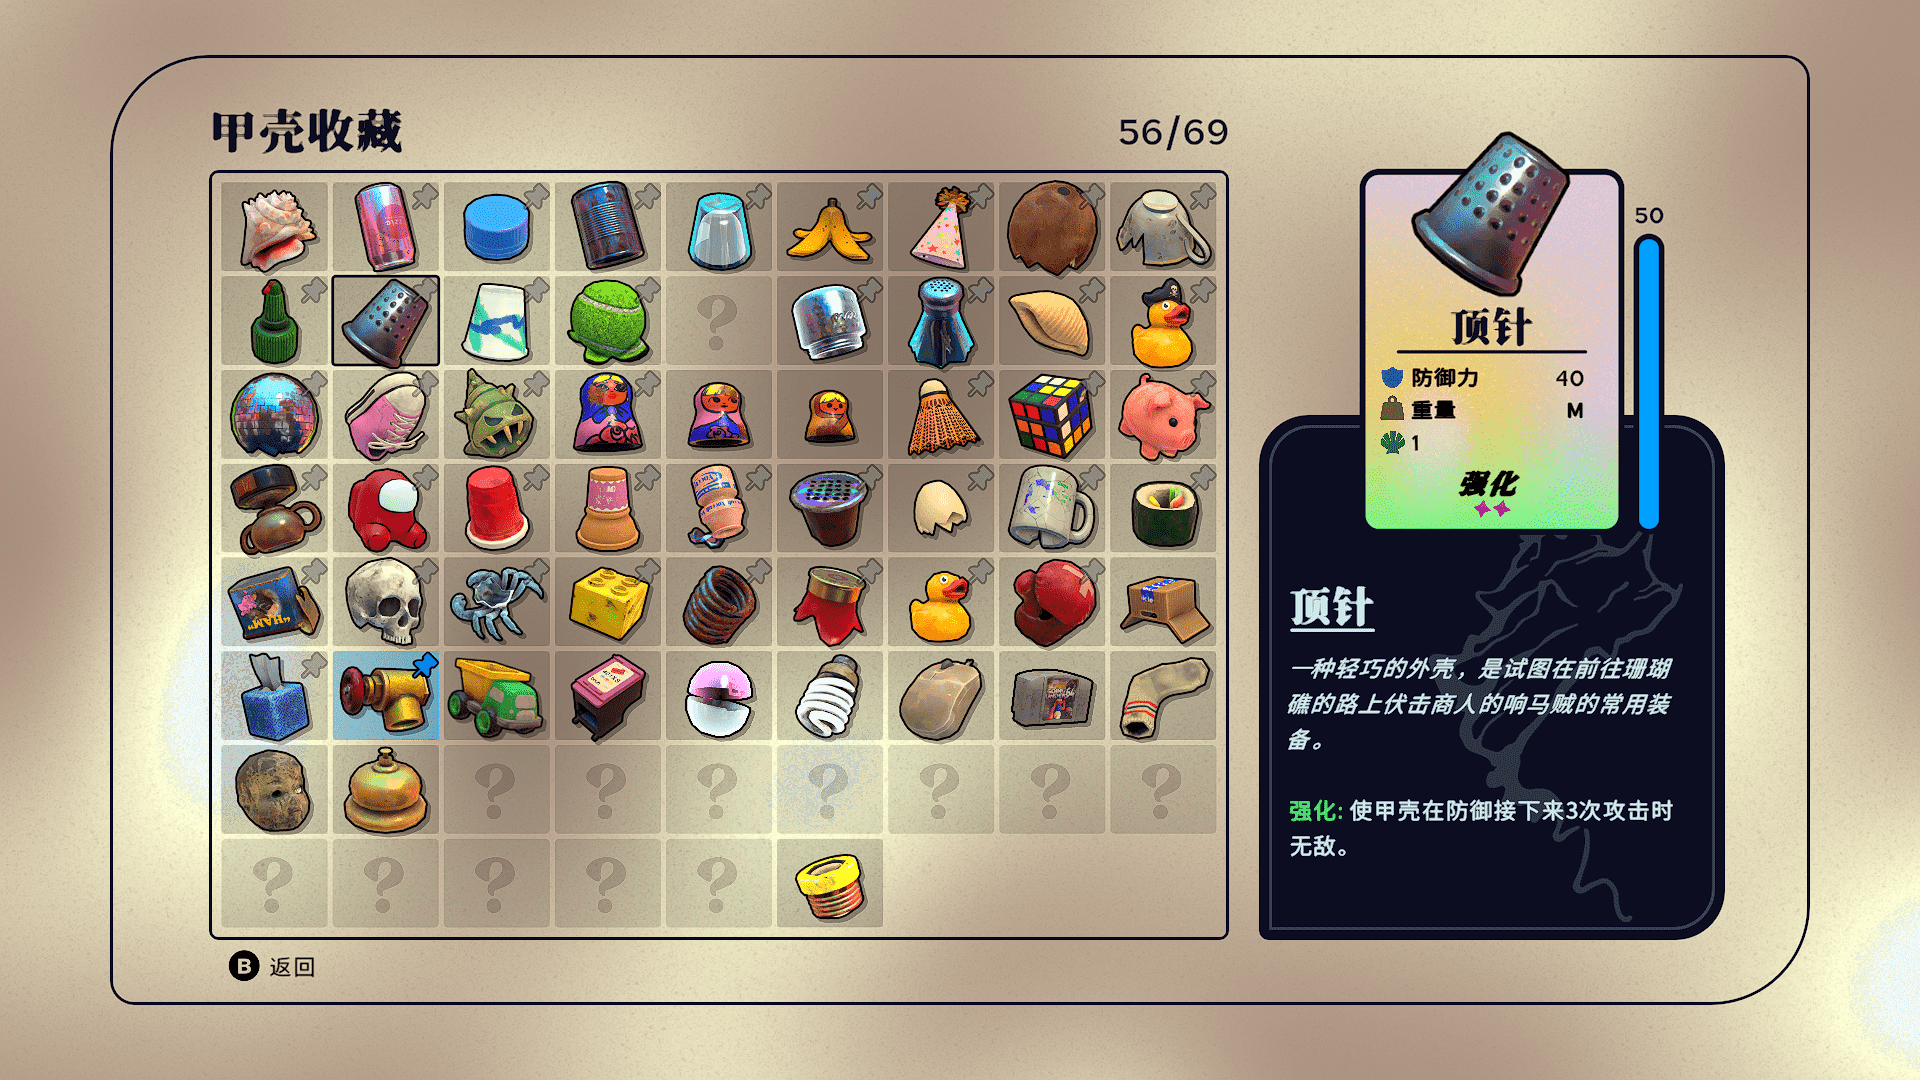 甲壳收藏
56/69
50
顶针
防御力 40
重量 M
1
强化
顶针
一种轻巧的外壳，是试图在前往珊瑚
礁的路上伏击商人的响马贼的常用装
备。
强化: 使甲壳在防御接下来3次攻击时
无敌。
"HAM"
B 返回